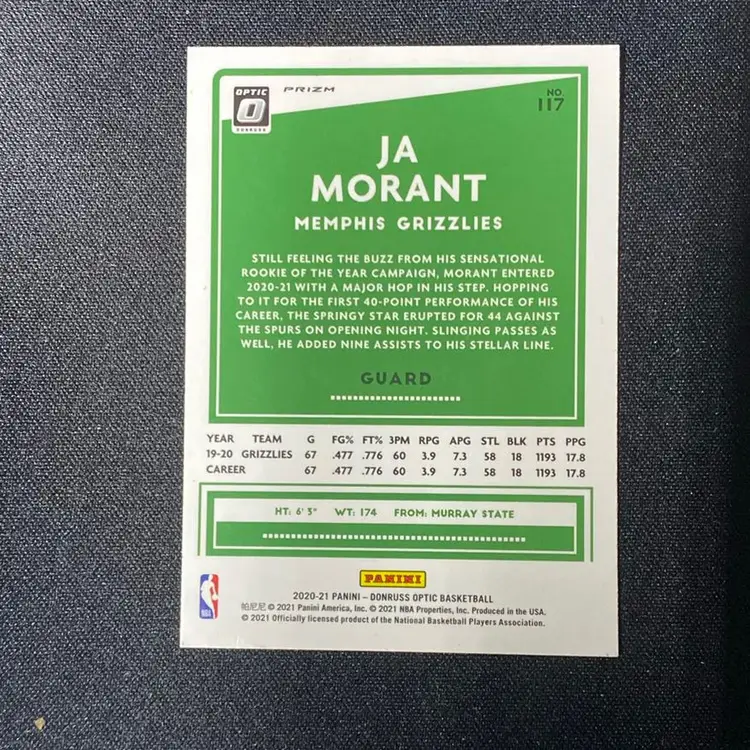 OPTIC
DONRUSS
PRIZM
NO.
117
JA
MORANT
MEMPHIS GRIZZLIES
STILL FEELING THE BUZZ FROM HIS SENSATIONAL
ROOKIE OF THE YEAR CAMPAIGN, MORANT ENTERED
2020-21 WITH A MAJOR HOP IN HIS STEP. HOPPING
TO IT FOR THE FIRST 40-POINT PERFORMANCE OF HIS
CAREER, THE SPRINGY STAR ERUPTED FOR 44 AGAINST
THE SPURS ON OPENING NIGHT. SLINGING PASSES AS
WELL, HE ADDED NINE ASSISTS TO HIS STELLAR LINE.
GUARD
YEAR TEAM G FG% FT% 3PM RPG APG STL BLK PTS PPG
19-20 GRIZZLIES 67 .477 .776 60 3.9 7.3 58 18 1193 17.8
CAREER 67 .477 .776 60 3.9 7.3 58 18 1193 17.8
HT: 6' 3" WT: 174 FROM: MURRAY STATE
PANINI
2020-21 PANINI – DONRUSS OPTIC BASKETBALL
帕尼尼 © 2021 Panini America, Inc. © 2021 NBA Properties, Inc. Produced in the USA.
© 2021 Officially licensed product of the National Basketball Players Association.
NBA